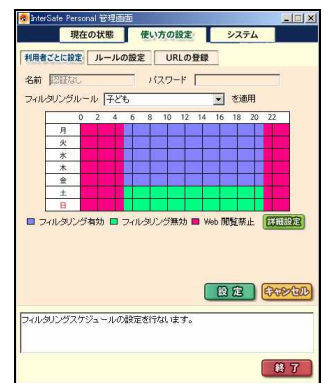 InterSafe Personal 管理画面
現在の状態 使い方の設定 システム
利用者ごとに設定 ルールの設定 URLの登録
名前 認証なし パスワード
フィルタリングルール 子ども を適用
0 2 4 6 8 10 12 14 16 18 20 22
月
火
水
木
金
土
日
フィルタリング有効 フィルタリング無効 Web 閲覧禁止 詳細設定
設定 キャンセル
フィルタリングスケジュールの設定を行ないます。
終了